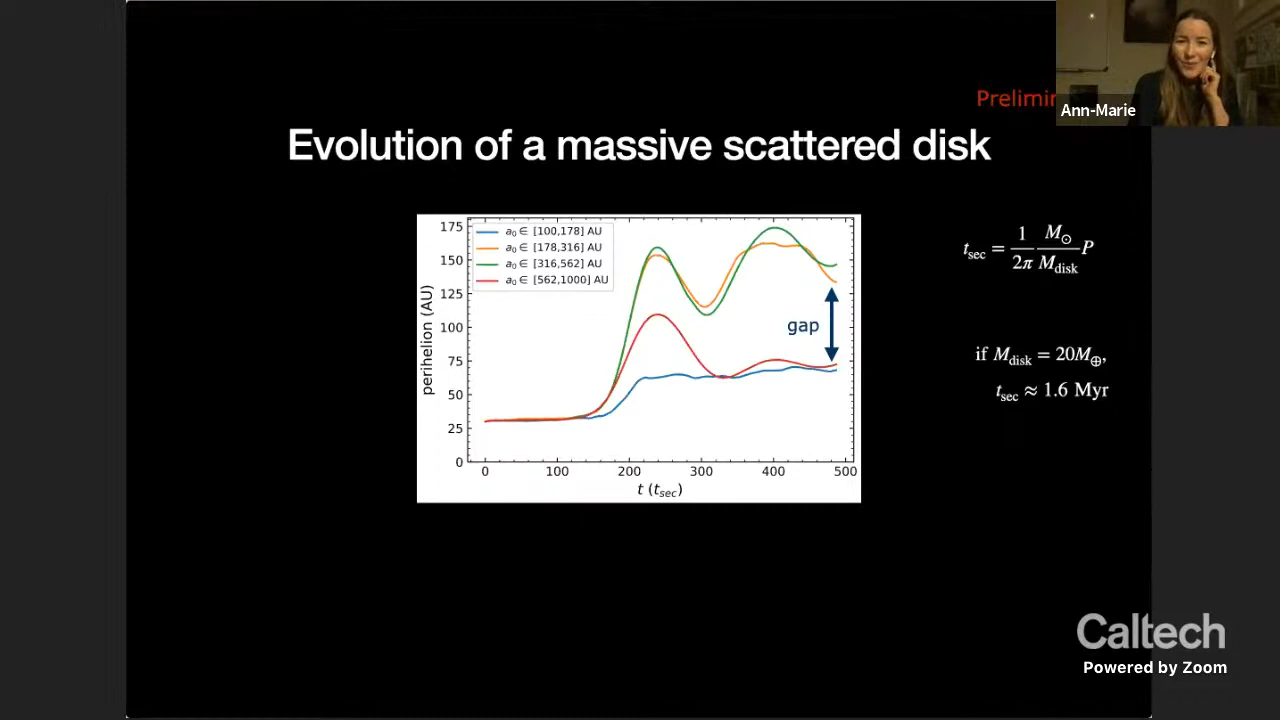 Prelimin
Ann-Marie
Evolution of a massive scattered disk
a₀ ∈ [100,178] AU
a₀ ∈ [178,316] AU
a₀ ∈ [316,562] AU
a₀ ∈ [562,1000] AU
175
150
125
100
75
50
25
0
perihelion (AU)
gap
0 100 200 300 400 500
t (t_sec)
t_sec = 1/2π M_⊙/M_disk P
if M_disk = 20M_⊕,
t_sec ≈ 1.6 Myr
Caltech
Powered by Zoom